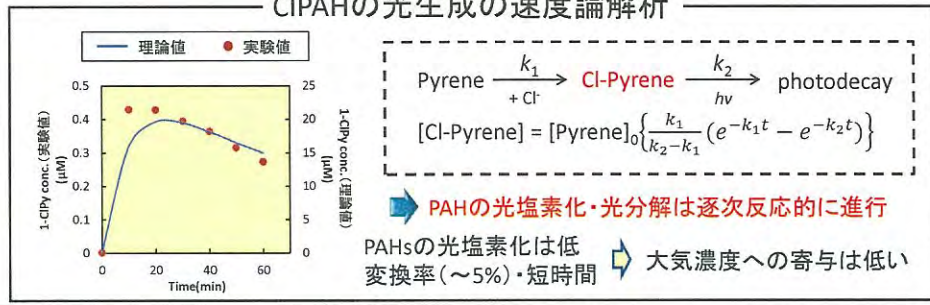 ClPAHの光生成の速度論解析
理論値 実験値
1-ClPy conc.(実験値)
(μM)
0.5
0.4
0.3
0.2
0.1
0
25
20
15
10
5
0
1-ClPy conc.(理論値)
(μM)
0 20 40 60
Time(min)
Pyrene k₁ + Cl⁻ Cl-Pyrene k₂ hν photodecay
[Cl-Pyrene] = [Pyrene]₀{k₁/(k₂−k₁) (e^{−k₁t} − e^{−k₂t})}
PAHの光塩素化・光分解は逐次反応的に進行
PAHsの光塩素化は低
変換率(~5%)・短時間
大気濃度への寄与は低い